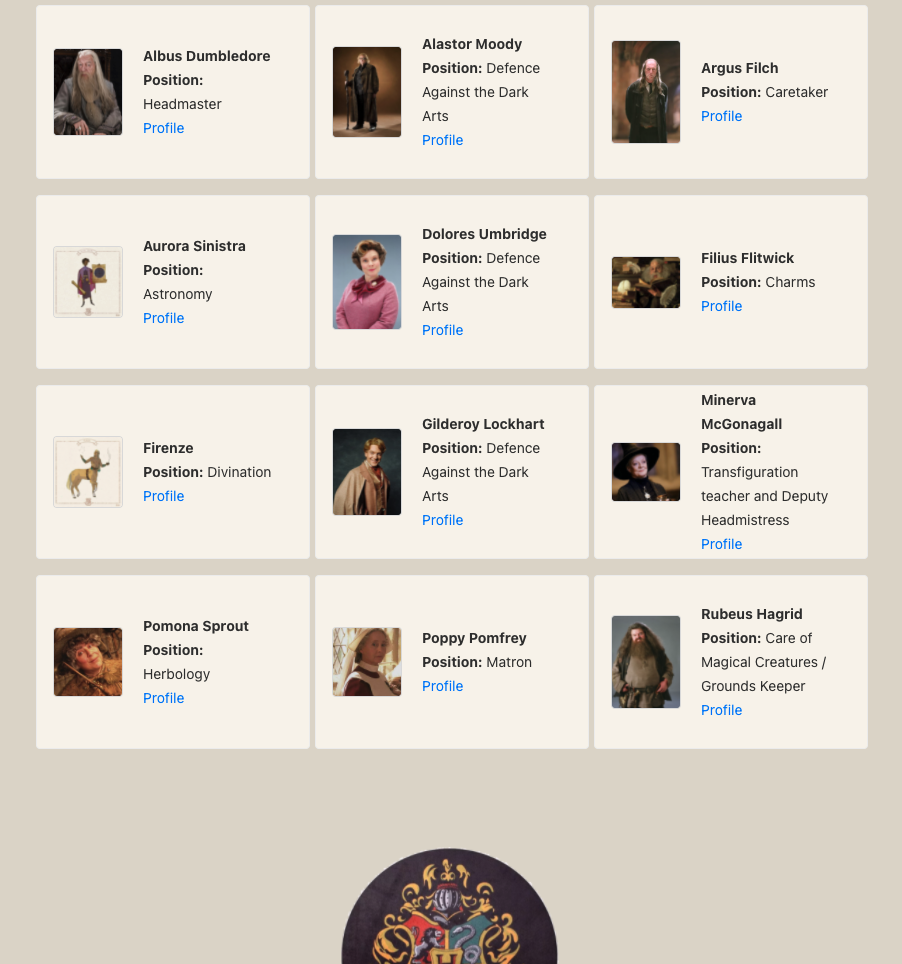 Albus Dumbledore
Position:
Headmaster
Profile
Alastor Moody
Position: Defence
Against the Dark
Arts
Profile
Argus Filch
Position: Caretaker
Profile
Aurora Sinistra
Position:
Astronomy
Profile
Dolores Umbridge
Position: Defence
Against the Dark
Arts
Profile
Filius Flitwick
Position: Charms
Profile
Firenze
Position: Divination
Profile
Gilderoy Lockhart
Position: Defence
Against the Dark
Arts
Profile
Minerva
McGonagall
Position:
Transfiguration
teacher and Deputy
Headmistress
Profile
Pomona Sprout
Position:
Herbology
Profile
Poppy Pomfrey
Position: Matron
Profile
Rubeus Hagrid
Position: Care of
Magical Creatures /
Grounds Keeper
Profile